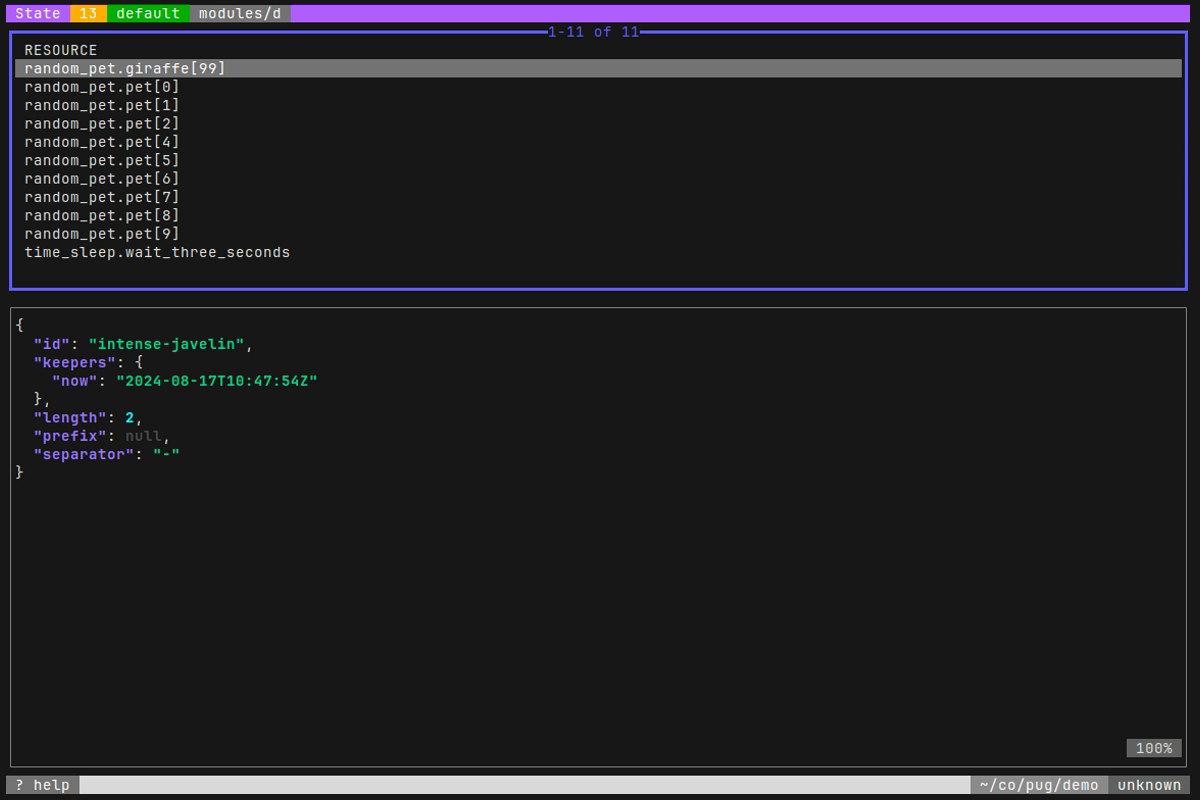 State 13 default modules/d
1-11 of 11
RESOURCE
random_pet.giraffe[99]
random_pet.pet[0]
random_pet.pet[1]
random_pet.pet[2]
random_pet.pet[4]
random_pet.pet[5]
random_pet.pet[6]
random_pet.pet[7]
random_pet.pet[8]
random_pet.pet[9]
time_sleep.wait_three_seconds
{
  "id": "intense-javelin",
  "keepers": {
    "now": "2024-08-17T10:47:54Z"
  },
  "length": 2,
  "prefix": null,
  "separator": "-"
}
100%
? help ~/co/pug/demo unknown